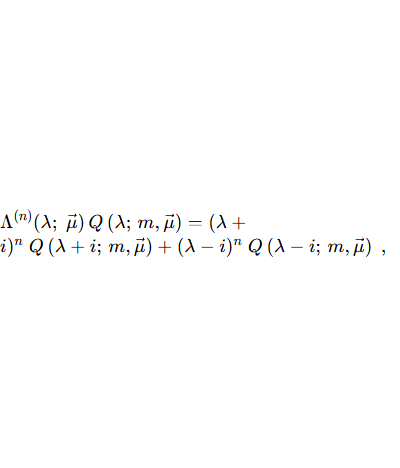 Λ^{(n)}(λ; μ⃗) Q (λ; m, μ⃗) = (λ +
i)^n Q (λ + i; m, μ⃗) + (λ − i)^n Q (λ − i; m, μ⃗) ,